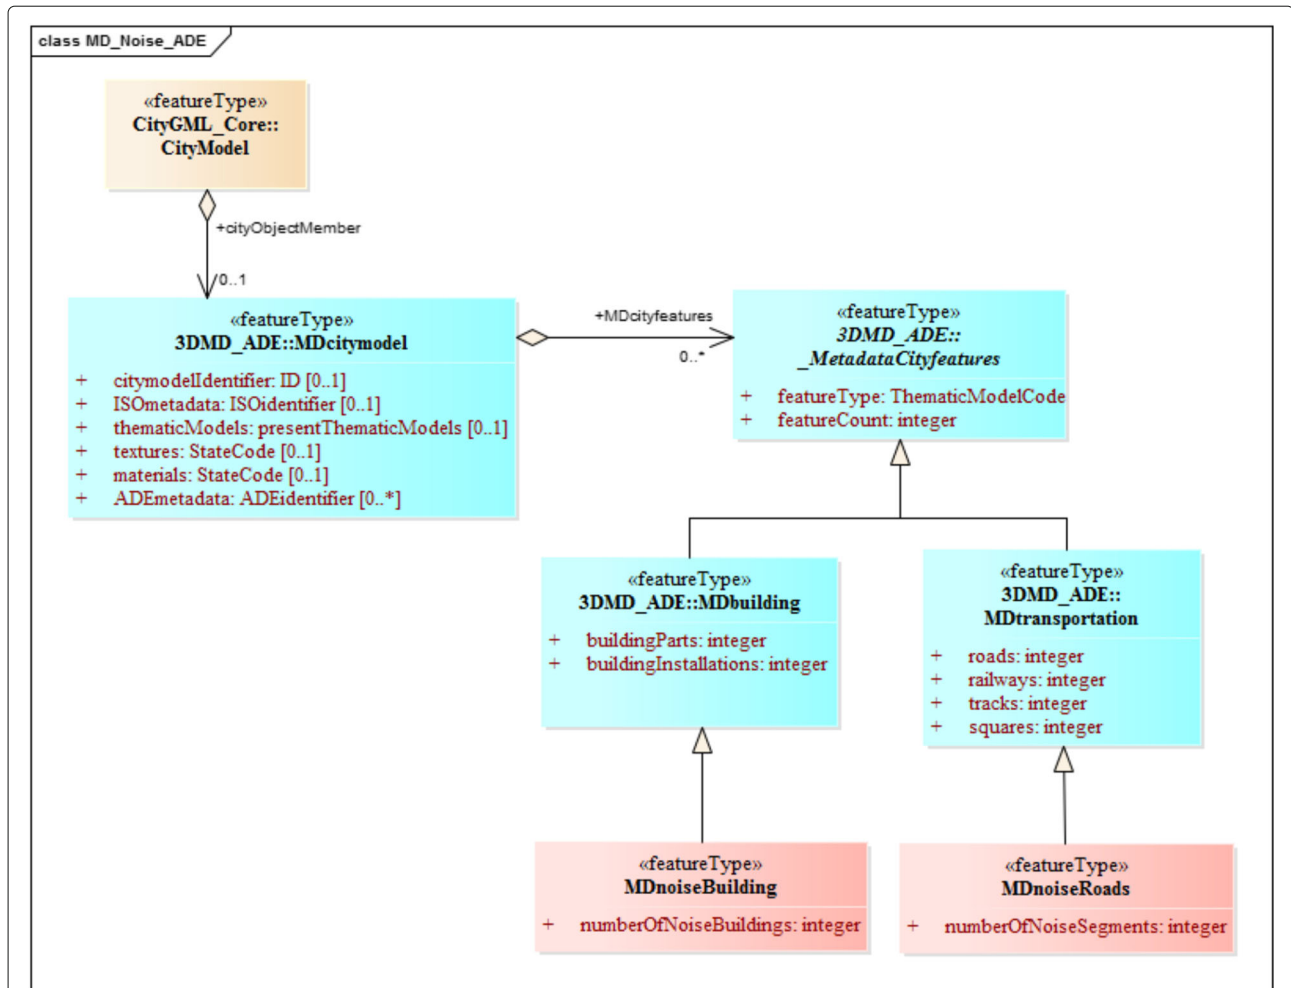 class MD_Noise_ADE
«featureType»
CityGML_Core::
CityModel
+cityObjectMember
0..1
«featureType»
3DMD_ADE::MDcitymodel
+ citymodelIdentifier: ID [0..1]
+ ISOmetadata: ISOidentifier [0..1]
+ thematicModels: presentThematicModels [0..1]
+ textures: StateCode [0..1]
+ materials: StateCode [0..1]
+ ADEmetadata: ADEidentifier [0..*]
+MDcityfeatures
0..*
«featureType»
3DMD_ADE::
_MetadataCityfeatures
+ featureType: ThematicModelCode
+ featureCount: integer
«featureType»
3DMD_ADE::MDbuilding
+ buildingParts: integer
+ buildingInstallations: integer
«featureType»
3DMD_ADE::
MDtransportation
+ roads: integer
+ railways: integer
+ tracks: integer
+ squares: integer
«featureType»
MDnoiseBuilding
+ numberOfNoiseBuildings: integer
«featureType»
MDnoiseRoads
+ numberOfNoiseSegments: integer